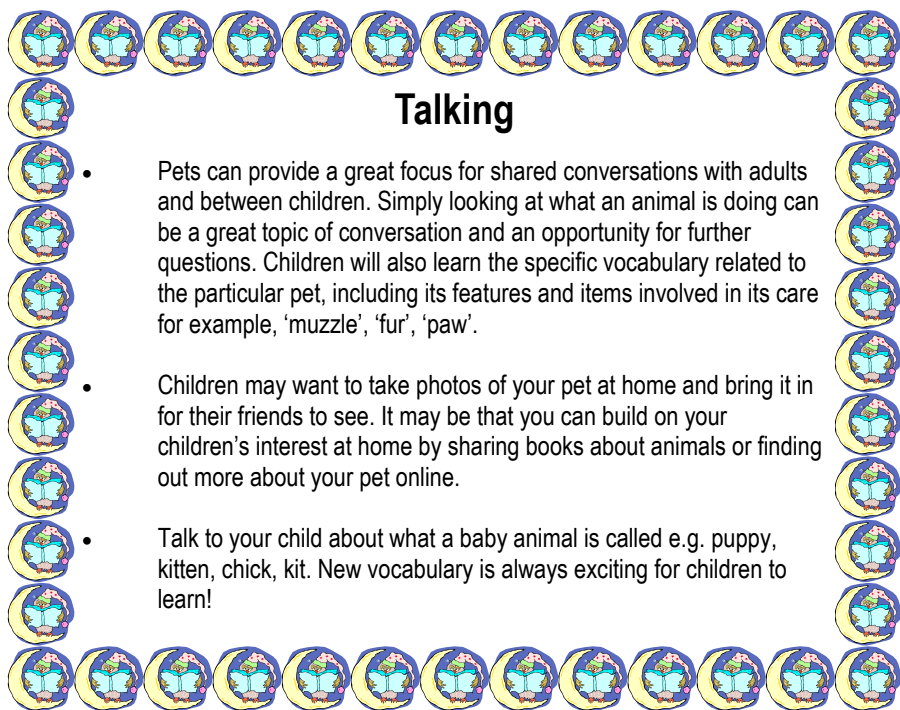 Talking
• Pets can provide a great focus for shared conversations with adults
and between children. Simply looking at what an animal is doing can
be a great topic of conversation and an opportunity for further
questions. Children will also learn the specific vocabulary related to
the particular pet, including its features and items involved in its care
for example, ‘muzzle’, ‘fur’, ‘paw’.
• Children may want to take photos of your pet at home and bring it in
for their friends to see. It may be that you can build on your
children’s interest at home by sharing books about animals or finding
out more about your pet online.
• Talk to your child about what a baby animal is called e.g. puppy,
kitten, chick, kit. New vocabulary is always exciting for children to
learn!